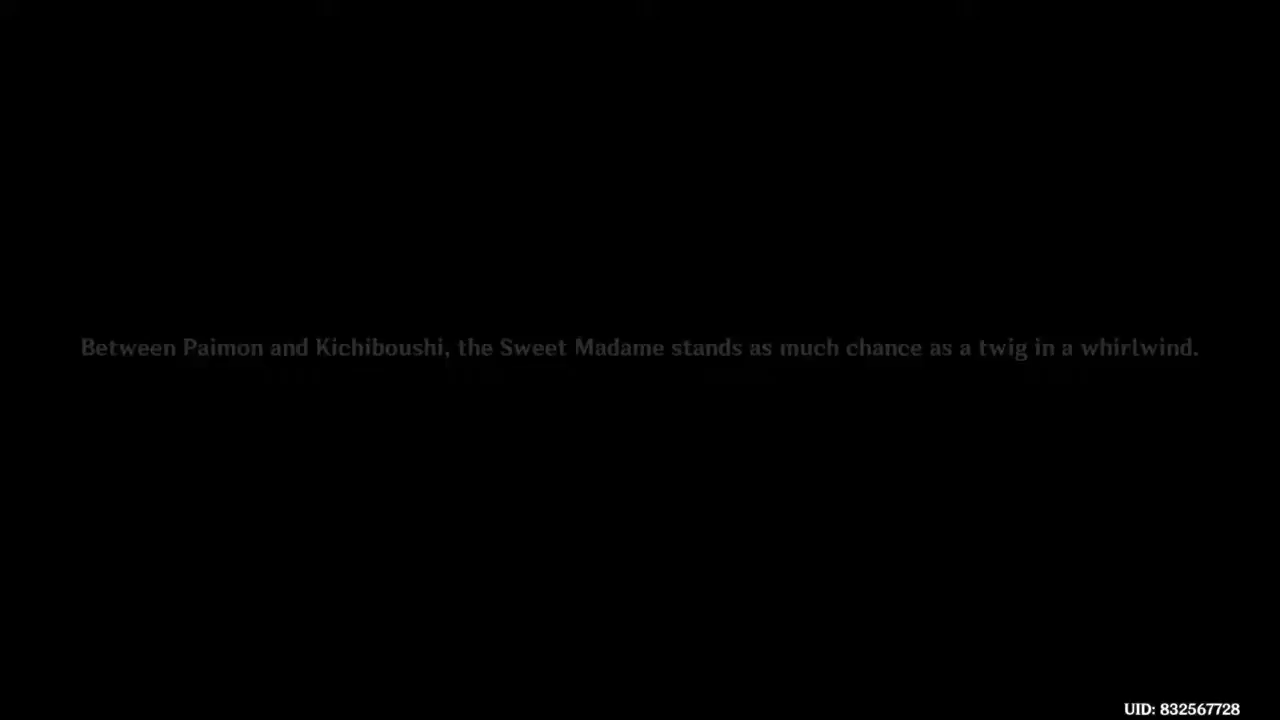 Between Paimon and Kichiboushi, the Sweet Madame stands as much chance as a twig in a whirlwind.
UID: 832567728